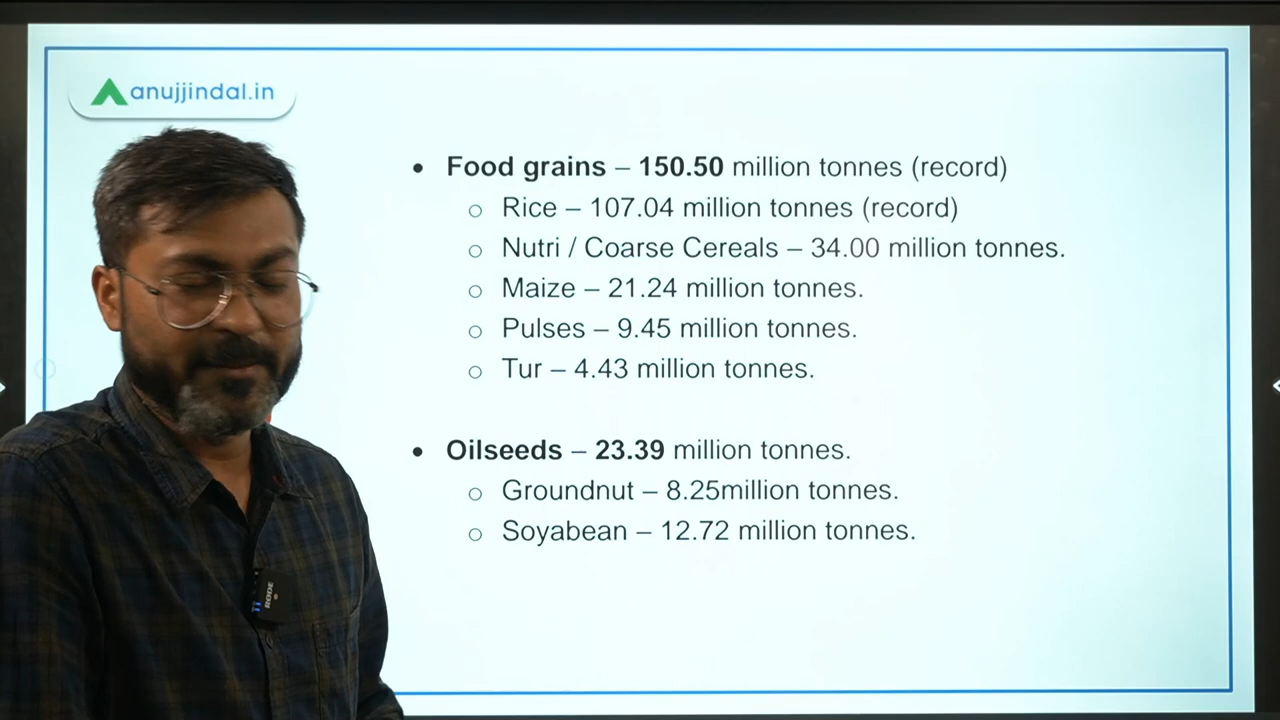 anujjindal.in
• Food grains – 150.50 million tonnes (record)
o Rice – 107.04 million tonnes (record)
o Nutri / Coarse Cereals – 34.00 million tonnes.
o Maize – 21.24 million tonnes.
o Pulses – 9.45 million tonnes.
o Tur – 4.43 million tonnes.
• Oilseeds – 23.39 million tonnes.
o Groundnut – 8.25million tonnes.
o Soyabean – 12.72 million tonnes.
RODE